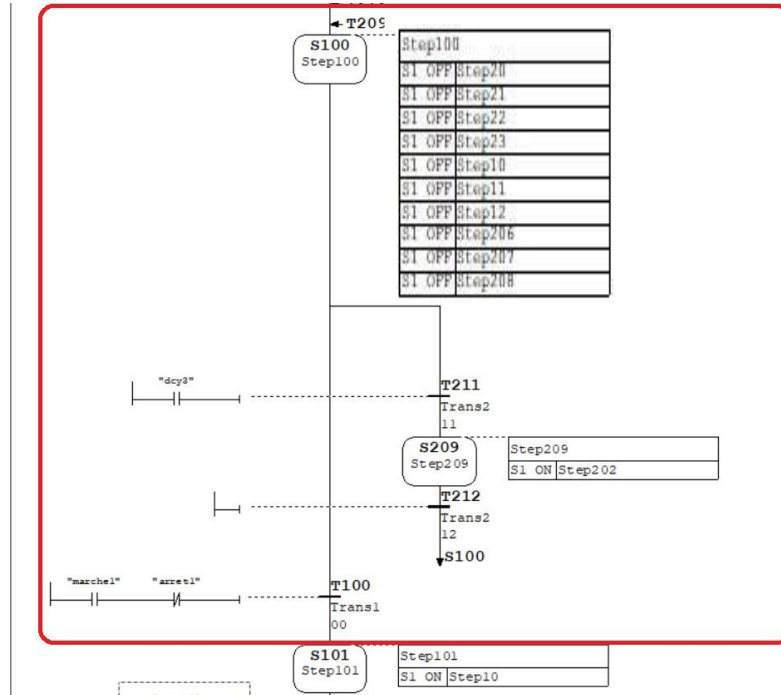 T209
S100
Step100
Step100
S1 OFF Step20
S1 OFF Step21
S1 OFF Step22
S1 OFF Step23
S1 OFF Step10
S1 OFF Step11
S1 OFF Step12
S1 OFF Step206
S1 OFF Step207
S1 OFF Step208
"dcy3"
T211
Trans2
11
S209
Step209
Step209
S1 ON Step202
T212
Trans2
12
S100
"marche1" "arret1"
T100
Trans1
00
S101
Step101
Step101
S1 ON Step10